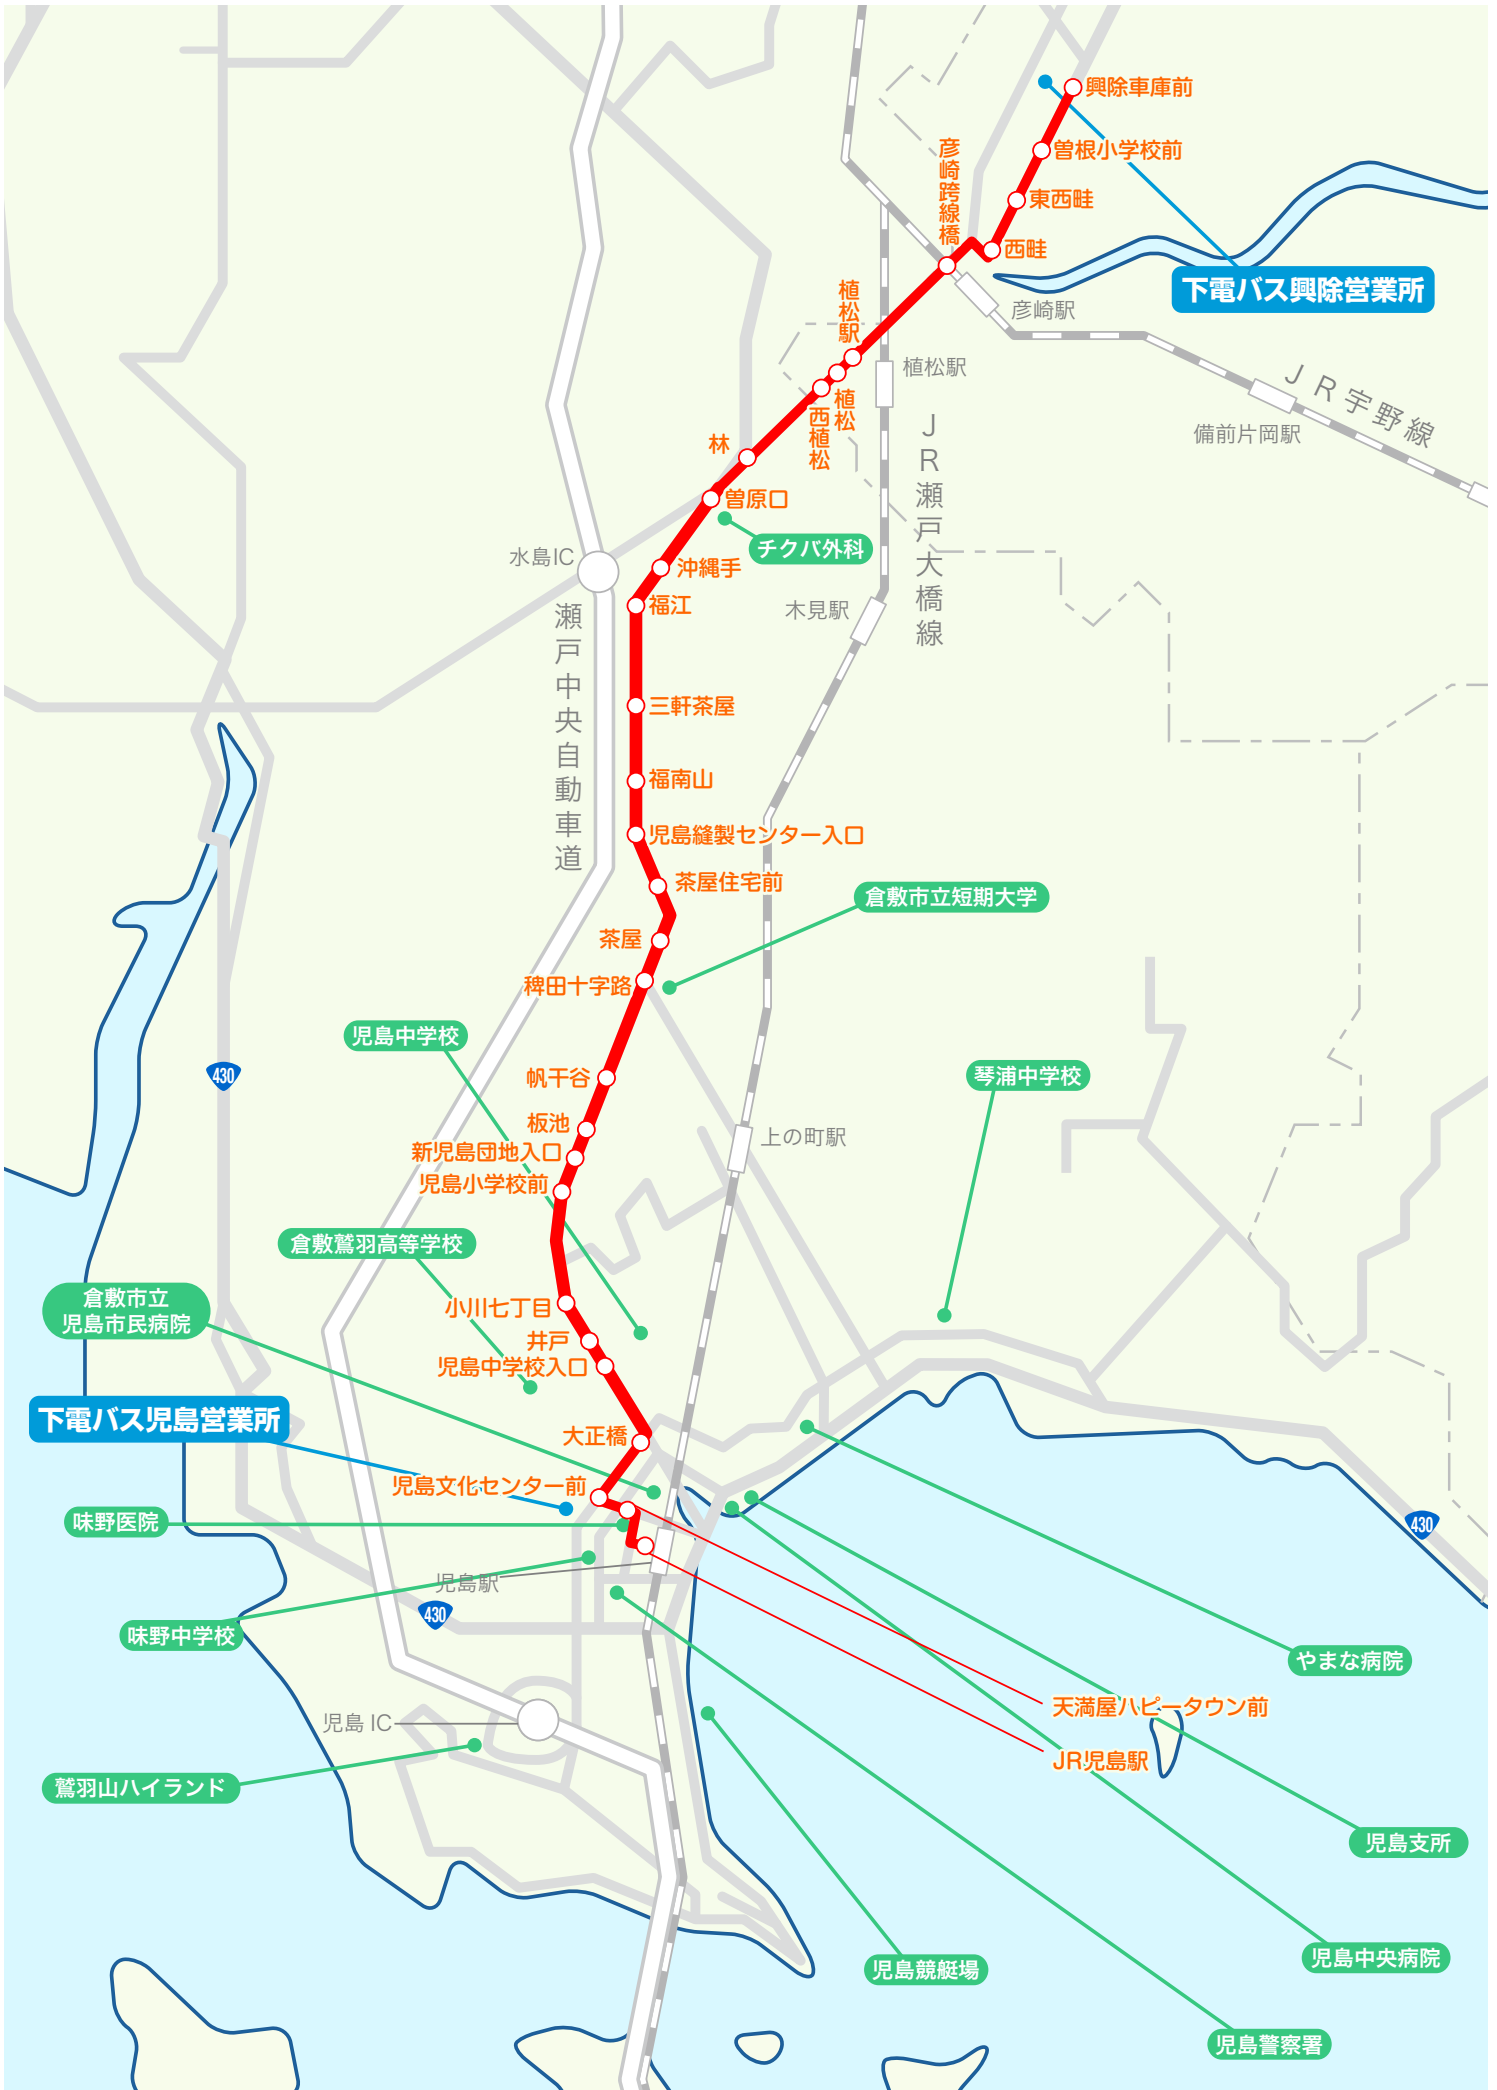 興除車庫前
曽根小学校前
東西畦
西畦
彦崎跨線橋
下電バス興除営業所
彦崎駅
植松駅
植松駅
植松
西植松
JR宇野線
備前片岡駅
JR瀬戸大橋線
林
曽原口
チクバ外科
水島IC
沖縄手
福江
木見駅
瀬戸中央自動車道
三軒茶屋
福南山
児島縫製センター入口
茶屋住宅前
倉敷市立短期大学
茶屋
稗田十字路
児島中学校
430
帆干谷
琴浦中学校
板池
上の町駅
新児島団地入口
児島小学校前
倉敷鷲羽高等学校
倉敷市立
児島市民病院
小川七丁目
井戸
児島中学校入口
下電バス児島営業所
大正橋
児島文化センター前
味野医院
430
児島駅
430
味野中学校
やまな病院
天満屋ハピータウン前
児島 IC
JR児島駅
鷲羽山ハイランド
児島支所
児島競艇場
児島中央病院
児島警察署